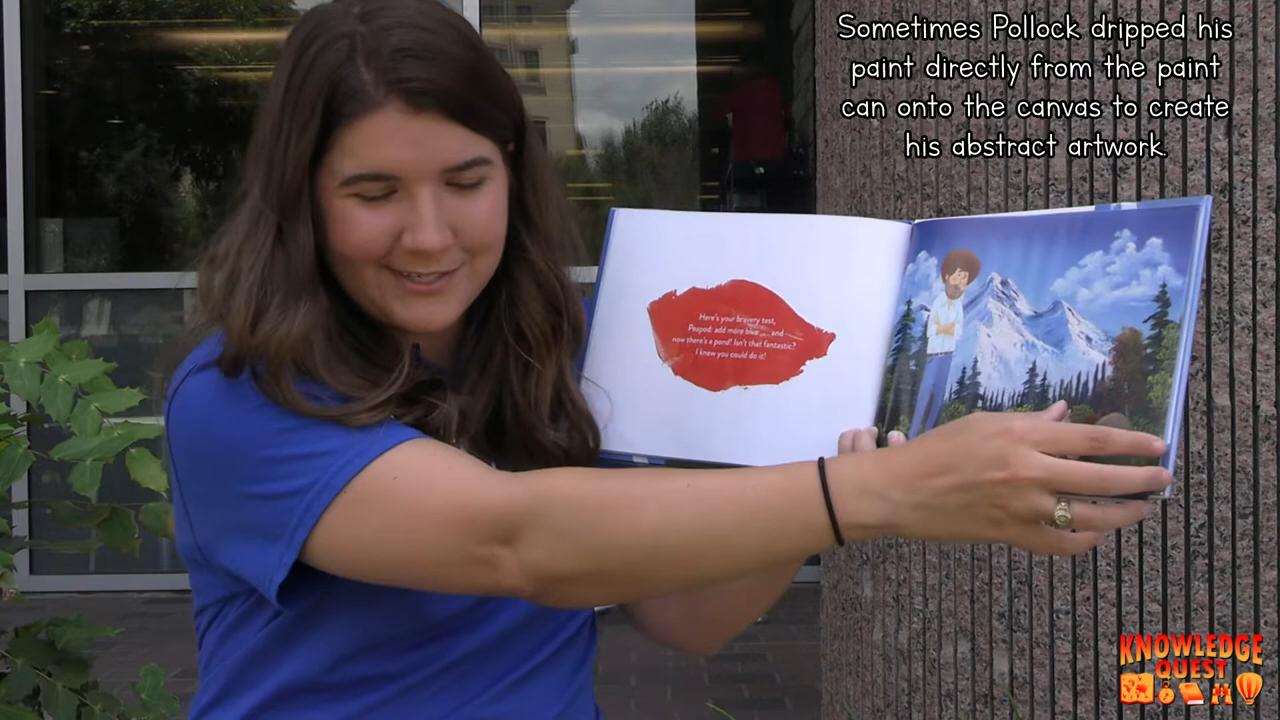 Sometimes Pollock dripped his
paint directly from the paint
can onto the canvas to create
his abstract artwork.
Here's your bravery test,
Peapod: add more blue ... and
now there's a pond! Isn't that fantastic?
I knew you could do it!
KNOWLEDGE
QUEST